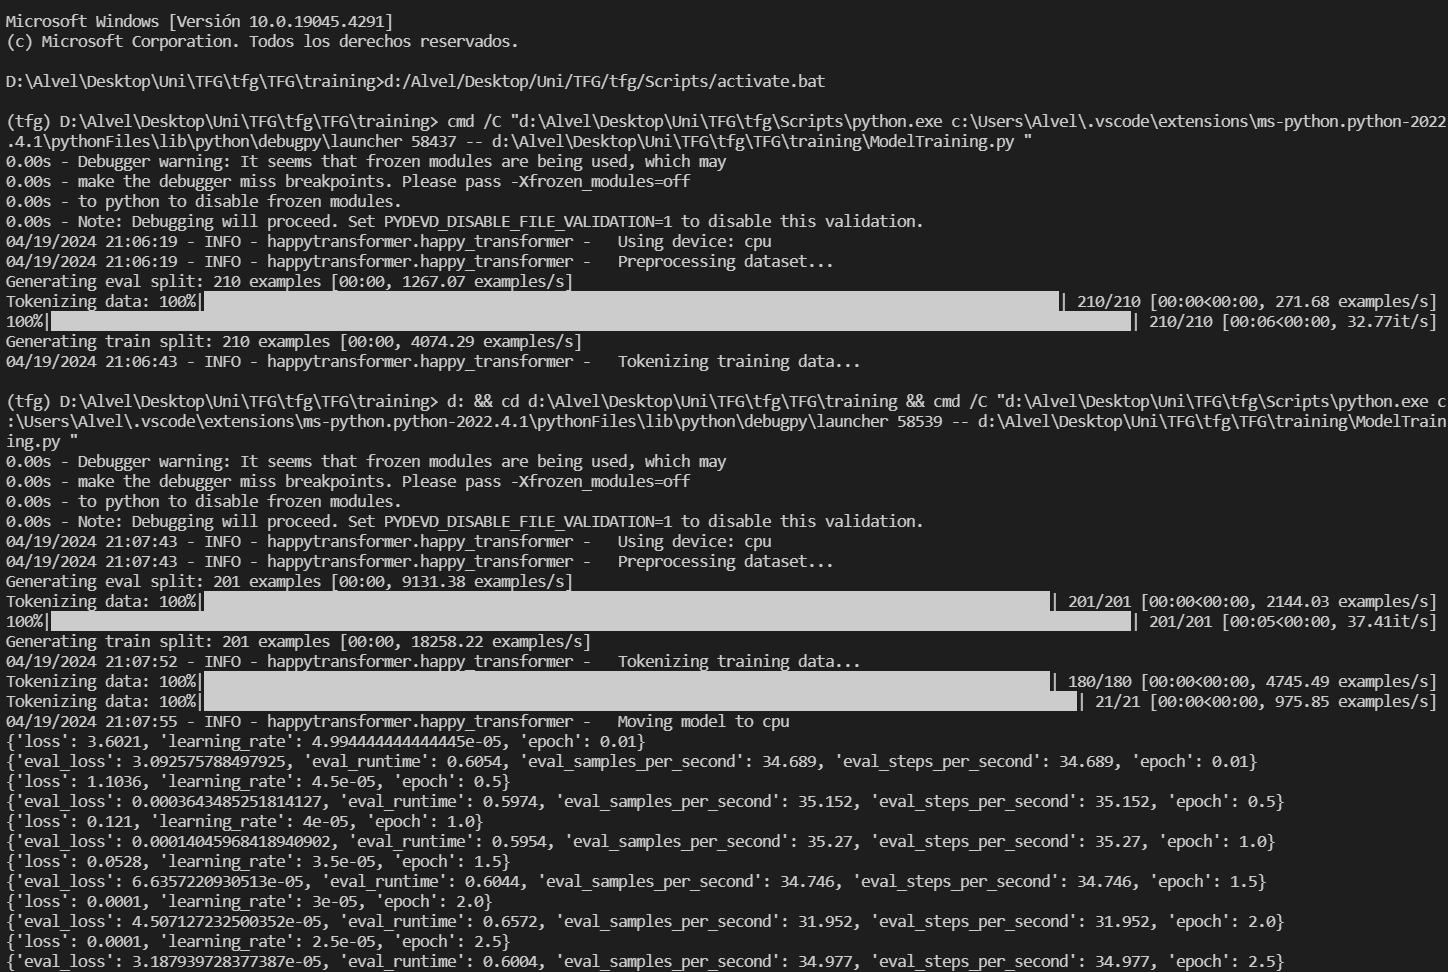 Microsoft Windows [Versión 10.0.19045.4291]
(c) Microsoft Corporation. Todos los derechos reservados.
D:\Alvel\Desktop\Uni\TFG\tfg\TFG\training>d:/Alvel/Desktop/Uni/TFG/tfg/Scripts/activate.bat
(tfg) D:\Alvel\Desktop\Uni\TFG\tfg\TFG\training> cmd /C "d:\Alvel\Desktop\Uni\TFG\tfg\Scripts\python.exe c:\Users\Alvel\.vscode\extensions\ms-python.python-2022
.4.1\pythonFiles\lib\python\debugpy\launcher 58437 -- d:\Alvel\Desktop\Uni\TFG\tfg\TFG\training\ModelTraining.py "
0.00s - Debugger warning: It seems that frozen modules are being used, which may
0.00s - make the debugger miss breakpoints. Please pass -Xfrozen_modules=off
0.00s - to python to disable frozen modules.
0.00s - Note: Debugging will proceed. Set PYDEVD_DISABLE_FILE_VALIDATION=1 to disable this validation.
04/19/2024 21:06:19 - INFO - happytransformer.happy_transformer -   Using device: cpu
04/19/2024 21:06:19 - INFO - happytransformer.happy_transformer -   Preprocessing dataset...
Generating eval split: 210 examples [00:00, 1267.07 examples/s]
Tokenizing data: 100%| | 210/210 [00:00<00:00, 271.68 examples/s]
100%| | 210/210 [00:06<00:00, 32.77it/s]
Generating train split: 210 examples [00:00, 4074.29 examples/s]
04/19/2024 21:06:43 - INFO - happytransformer.happy_transformer -   Tokenizing training data...
(tfg) D:\Alvel\Desktop\Uni\TFG\tfg\TFG\training> d: && cd d:\Alvel\Desktop\Uni\TFG\tfg\TFG\training && cmd /C "d:\Alvel\Desktop\Uni\TFG\tfg\Scripts\python.exe c
:\Users\Alvel\.vscode\extensions\ms-python.python-2022.4.1\pythonFiles\lib\python\debugpy\launcher 58539 -- d:\Alvel\Desktop\Uni\TFG\tfg\TFG\training\ModelTrain
ing.py "
0.00s - Debugger warning: It seems that frozen modules are being used, which may
0.00s - make the debugger miss breakpoints. Please pass -Xfrozen_modules=off
0.00s - to python to disable frozen modules.
0.00s - Note: Debugging will proceed. Set PYDEVD_DISABLE_FILE_VALIDATION=1 to disable this validation.
04/19/2024 21:07:43 - INFO - happytransformer.happy_transformer -   Using device: cpu
04/19/2024 21:07:43 - INFO - happytransformer.happy_transformer -   Preprocessing dataset...
Generating eval split: 201 examples [00:00, 9131.38 examples/s]
Tokenizing data: 100%| | 201/201 [00:00<00:00, 2144.03 examples/s]
100%| | 201/201 [00:05<00:00, 37.41it/s]
Generating train split: 201 examples [00:00, 18258.22 examples/s]
04/19/2024 21:07:52 - INFO - happytransformer.happy_transformer -   Tokenizing training data...
Tokenizing data: 100%| | 180/180 [00:00<00:00, 4745.49 examples/s]
Tokenizing data: 100%| | 21/21 [00:00<00:00, 975.85 examples/s]
04/19/2024 21:07:55 - INFO - happytransformer.happy_transformer -   Moving model to cpu
{'loss': 3.6021, 'learning_rate': 4.994444444444445e-05, 'epoch': 0.01}
{'eval_loss': 3.092575788497925, 'eval_runtime': 0.6054, 'eval_samples_per_second': 34.689, 'eval_steps_per_second': 34.689, 'epoch': 0.01}
{'loss': 1.1036, 'learning_rate': 4.5e-05, 'epoch': 0.5}
{'eval_loss': 0.0003643485251814127, 'eval_runtime': 0.5974, 'eval_samples_per_second': 35.152, 'eval_steps_per_second': 35.152, 'epoch': 0.5}
{'loss': 0.121, 'learning_rate': 4e-05, 'epoch': 1.0}
{'eval_loss': 0.00014045968418940902, 'eval_runtime': 0.5954, 'eval_samples_per_second': 35.27, 'eval_steps_per_second': 35.27, 'epoch': 1.0}
{'loss': 0.0528, 'learning_rate': 3.5e-05, 'epoch': 1.5}
{'eval_loss': 6.6357220930513e-05, 'eval_runtime': 0.6044, 'eval_samples_per_second': 34.746, 'eval_steps_per_second': 34.746, 'epoch': 1.5}
{'loss': 0.0001, 'learning_rate': 3e-05, 'epoch': 2.0}
{'eval_loss': 4.507127232500352e-05, 'eval_runtime': 0.6572, 'eval_samples_per_second': 31.952, 'eval_steps_per_second': 31.952, 'epoch': 2.0}
{'loss': 0.0001, 'learning_rate': 2.5e-05, 'epoch': 2.5}
{'eval_loss': 3.187939728377387e-05, 'eval_runtime': 0.6004, 'eval_samples_per_second': 34.977, 'eval_steps_per_second': 34.977, 'epoch': 2.5}